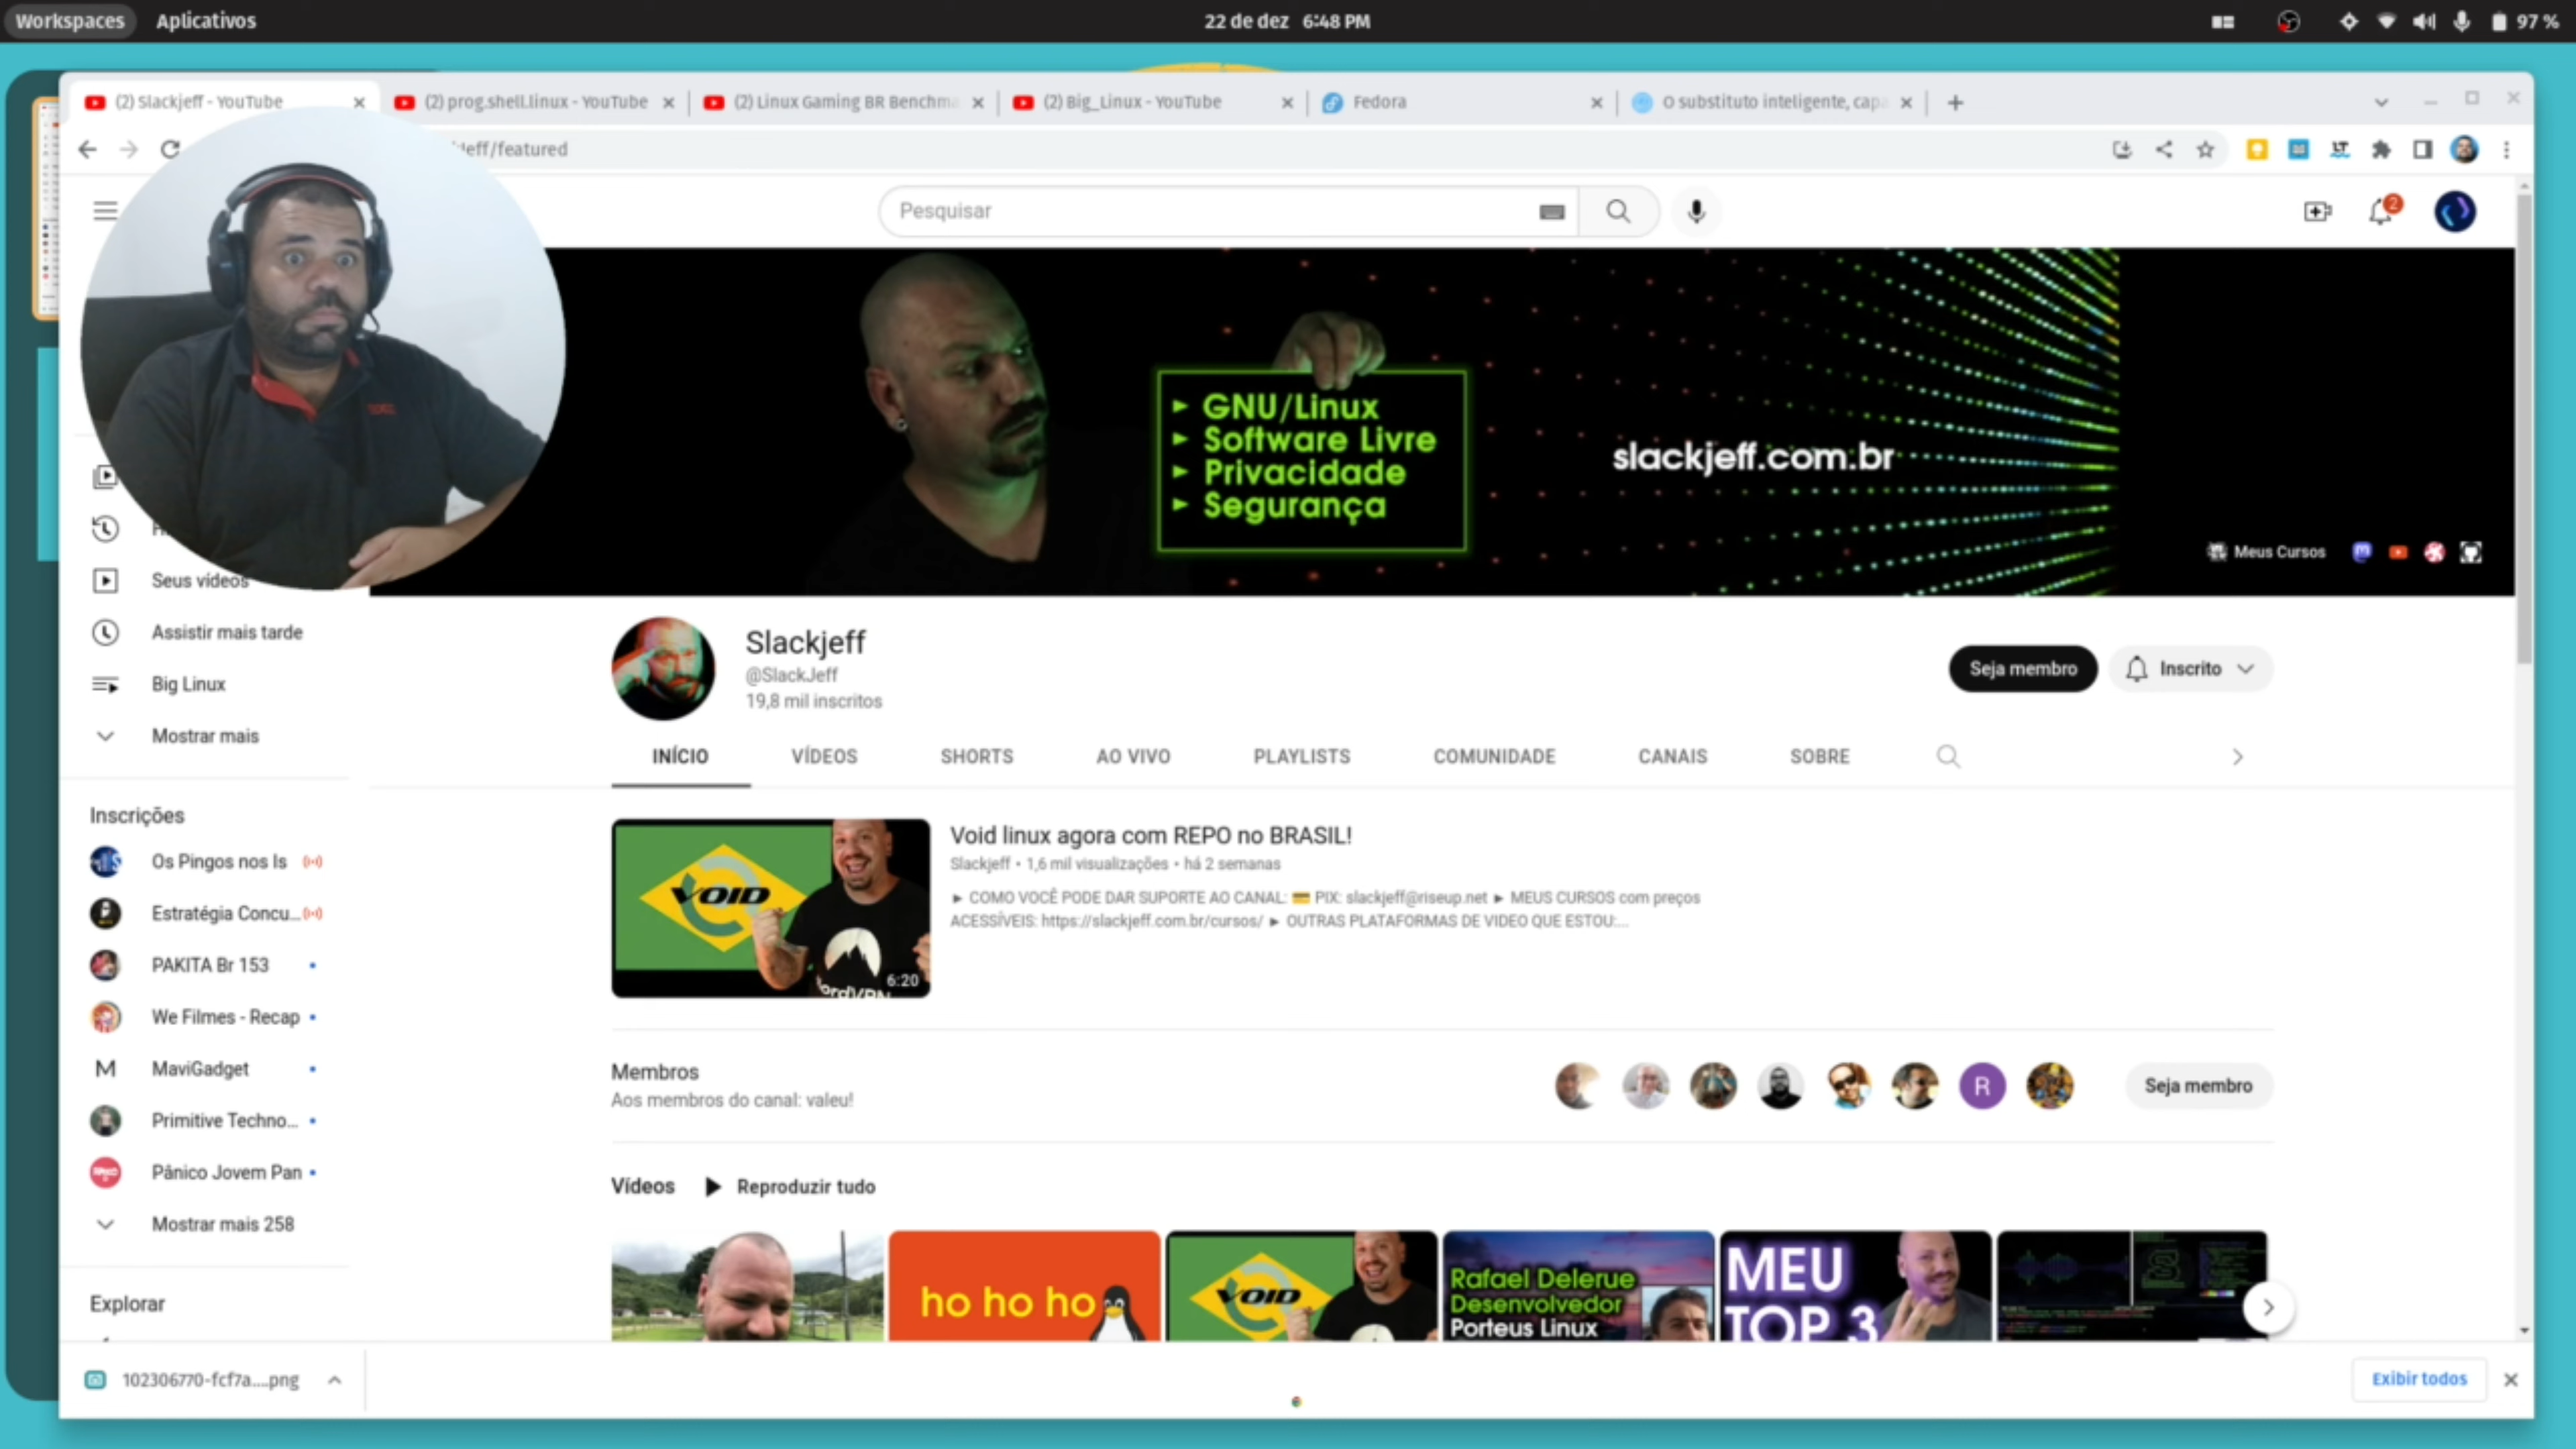 Workspaces
Aplicativos
22 de dez 6:48 PM
97 %
(2) Slackjeff - YouTube
(2) prog.shell.linux - YouTube
(2) Linux Gaming BR Benchma
(2) Big_Linux - YouTube
Fedora
O substituto inteligente, capa
eff/featured
Pesquisar
2
GNU/Linux
Software Livre
Privacidade
Segurança
slackjeff.com.br
Meus Cursos
Seus vídeos
Assistir mais tarde
Big Linux
Mostrar mais
Slackjeff
@SlackJeff
19,8 mil inscritos
Seja membro
Inscrito
INÍCIO
VÍDEOS
SHORTS
AO VIVO
PLAYLISTS
COMUNIDADE
CANAIS
SOBRE
Inscrições
Os Pingos nos Is
Estratégia Concu...
PAKITA Br 153
We Filmes - Recap
M MaviGadget
Primitive Techno...
Pânico Jovem Pan
Mostrar mais 258
Explorar
VOID
6:20
Void linux agora com REPO no BRASIL!
Slackjeff • 1,6 mil visualizações • há 2 semanas
► COMO VOCÊ PODE DAR SUPORTE AO CANAL: 💳 PIX: slackjeff@riseup.net ► MEUS CURSOS com preços
ACESSÍVEIS: https://slackjeff.com.br/cursos/ ► OUTRAS PLATAFORMAS DE VIDEO QUE ESTOU:...
Membros
Aos membros do canal: valeu!
R
Seja membro
Vídeos
Reproduzir tudo
ho ho ho
VOID
Rafael Delerue
Desenvolvedor
Porteus Linux
MEU
TOP 3
102306770-fcf7a....png
Exibir todos